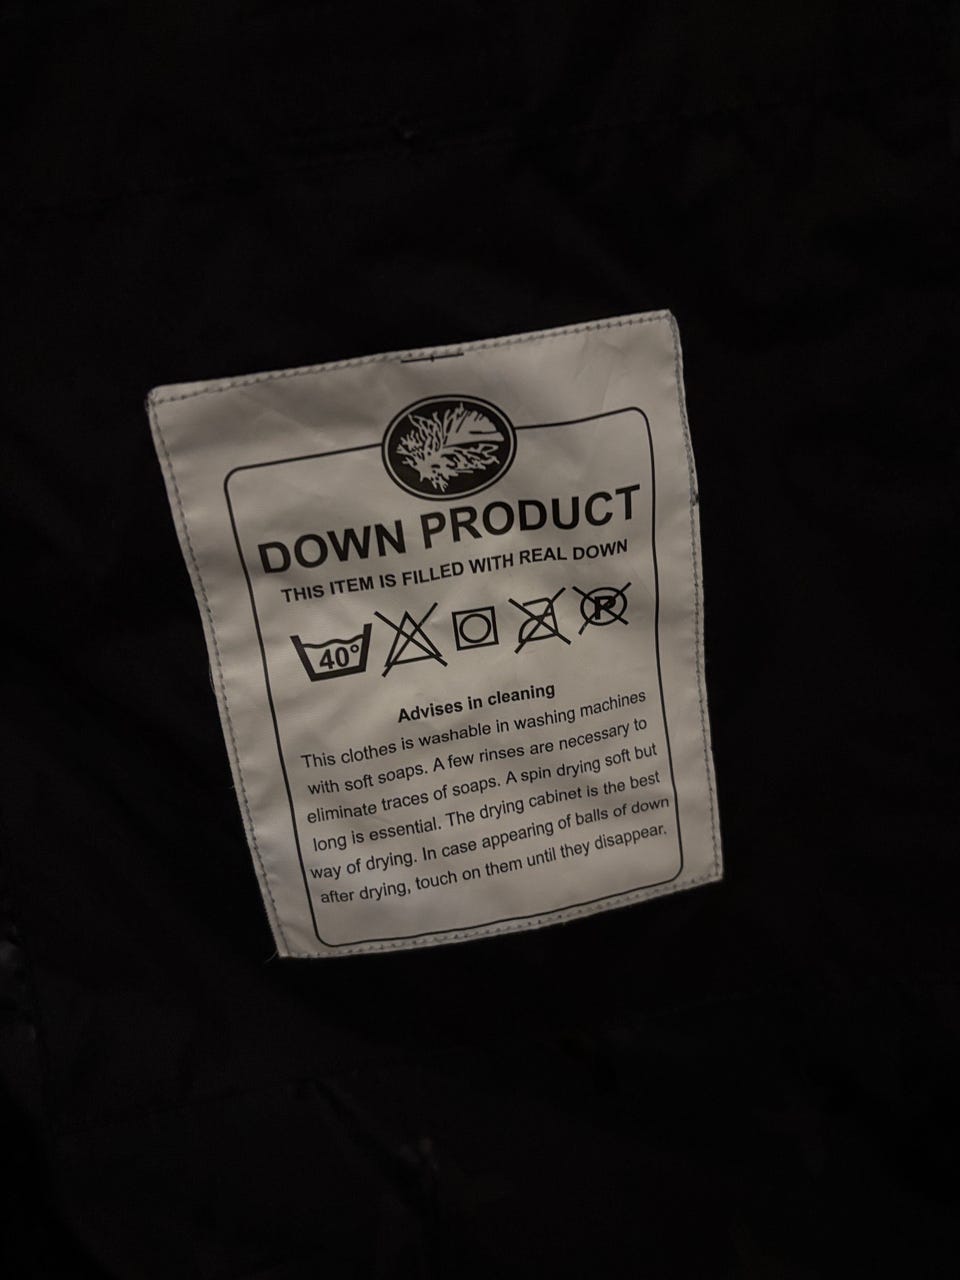 DOWN PRODUCT
THIS ITEM IS FILLED WITH REAL DOWN
40°
P
Advises in cleaning
This clothes is washable in washing machines
with soft soaps. A few rinses are necessary to
eliminate traces of soaps. A spin drying soft but
long is essential. The drying cabinet is the best
way of drying. In case appearing of balls of down
after drying, touch on them until they disappear.